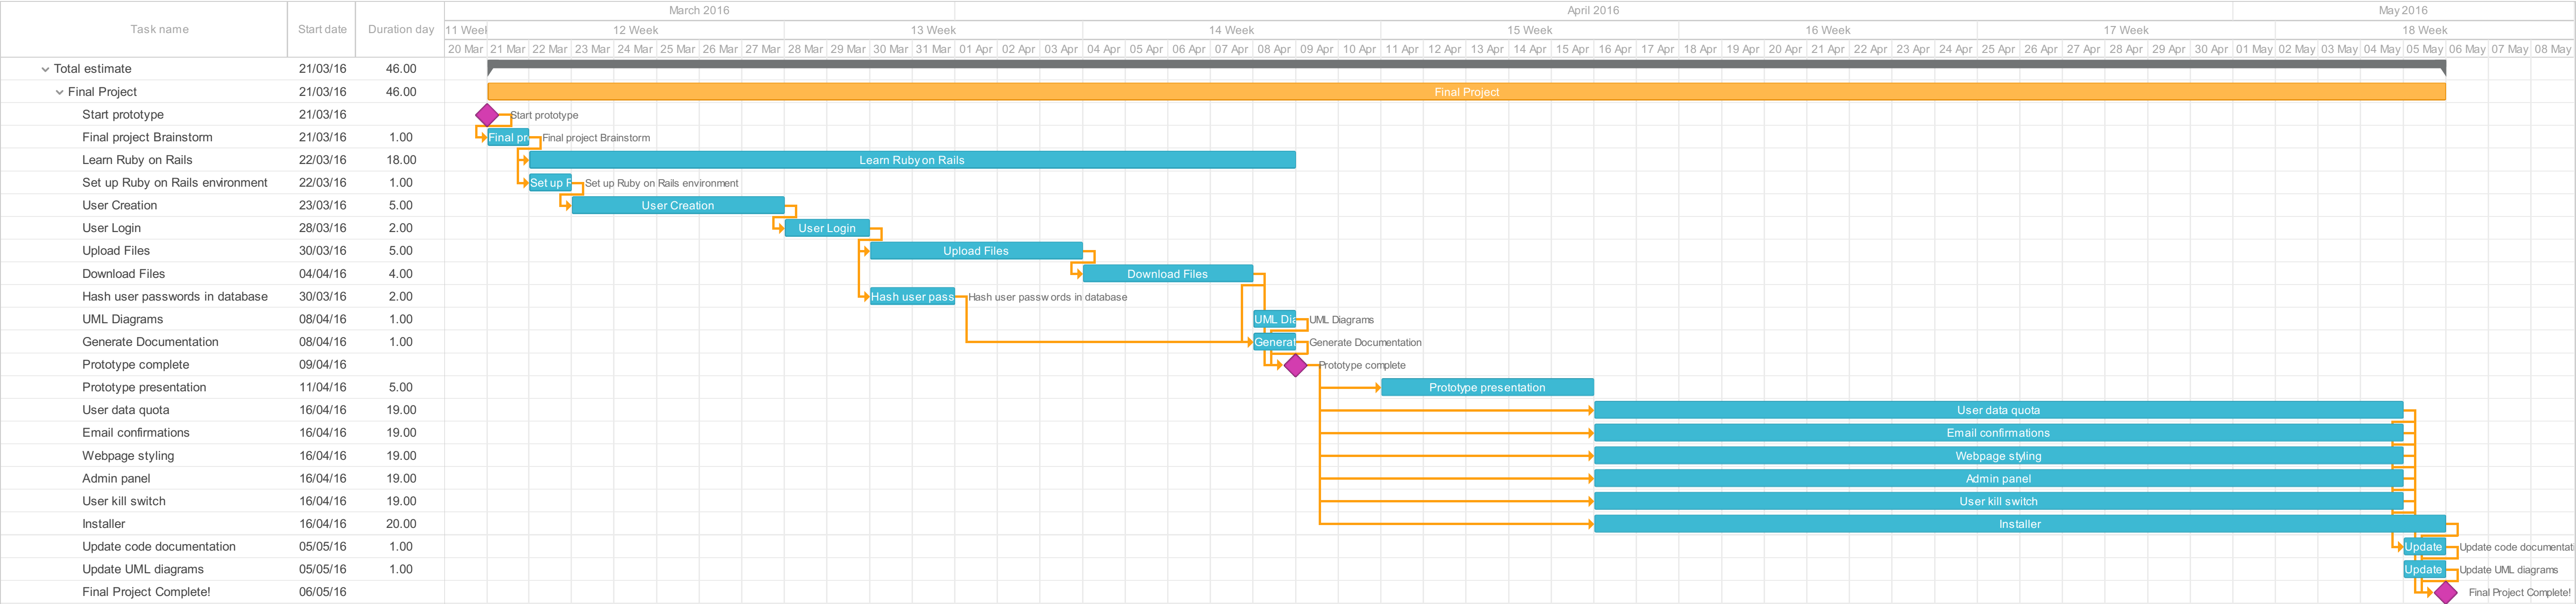 March 2016 April 2016 May 2016
Task name Start date Duration day 11 Week 12 Week 13 Week 14 Week 15 Week 16 Week 17 Week 18 Week
20 Mar 21 Mar 22 Mar 23 Mar 24 Mar 25 Mar 26 Mar 27 Mar 28 Mar 29 Mar 30 Mar 31 Mar 01 Apr 02 Apr 03 Apr 04 Apr 05 Apr 06 Apr 07 Apr 08 Apr 09 Apr 10 Apr 11 Apr 12 Apr 13 Apr 14 Apr 15 Apr 16 Apr 17 Apr 18 Apr 19 Apr 20 Apr 21 Apr 22 Apr 23 Apr 24 Apr 25 Apr 26 Apr 27 Apr 28 Apr 29 Apr 30 Apr 01 May 02 May 03 May 04 May 05 May 06 May 07 May 08 May
Total estimate 21/03/16 46.00
Final Project 21/03/16 46.00 Final Project
Start prototype 21/03/16 Start prototype
Final project Brainstorm 21/03/16 1.00 Final pr Final project Brainstorm
Learn Ruby on Rails 22/03/16 18.00 Learn Ruby on Rails
Set up Ruby on Rails environment 22/03/16 1.00 Set up R Set up Ruby on Rails environment
User Creation 23/03/16 5.00 User Creation
User Login 28/03/16 2.00 User Login
Upload Files 30/03/16 5.00 Upload Files
Download Files 04/04/16 4.00 Download Files
Hash user passwords in database 30/03/16 2.00 Hash user pass Hash user passwords in database
UML Diagrams 08/04/16 1.00 UML Dia UML Diagrams
Generate Documentation 08/04/16 1.00 Genera Generate Documentation
Prototype complete 09/04/16 Prototype complete
Prototype presentation 11/04/16 5.00 Prototype presentation
User data quota 16/04/16 19.00 User data quota
Email confirmations 16/04/16 19.00 Email confirmations
Webpage styling 16/04/16 19.00 Webpage styling
Admin panel 16/04/16 19.00 Admin panel
User kill switch 16/04/16 19.00 User kill switch
Installer 16/04/16 20.00 Installer
Update code documentation 05/05/16 1.00 Update Update code documentati
Update UML diagrams 05/05/16 1.00 Update Update UML diagrams
Final Project Complete! 06/05/16 Final Project Complete!